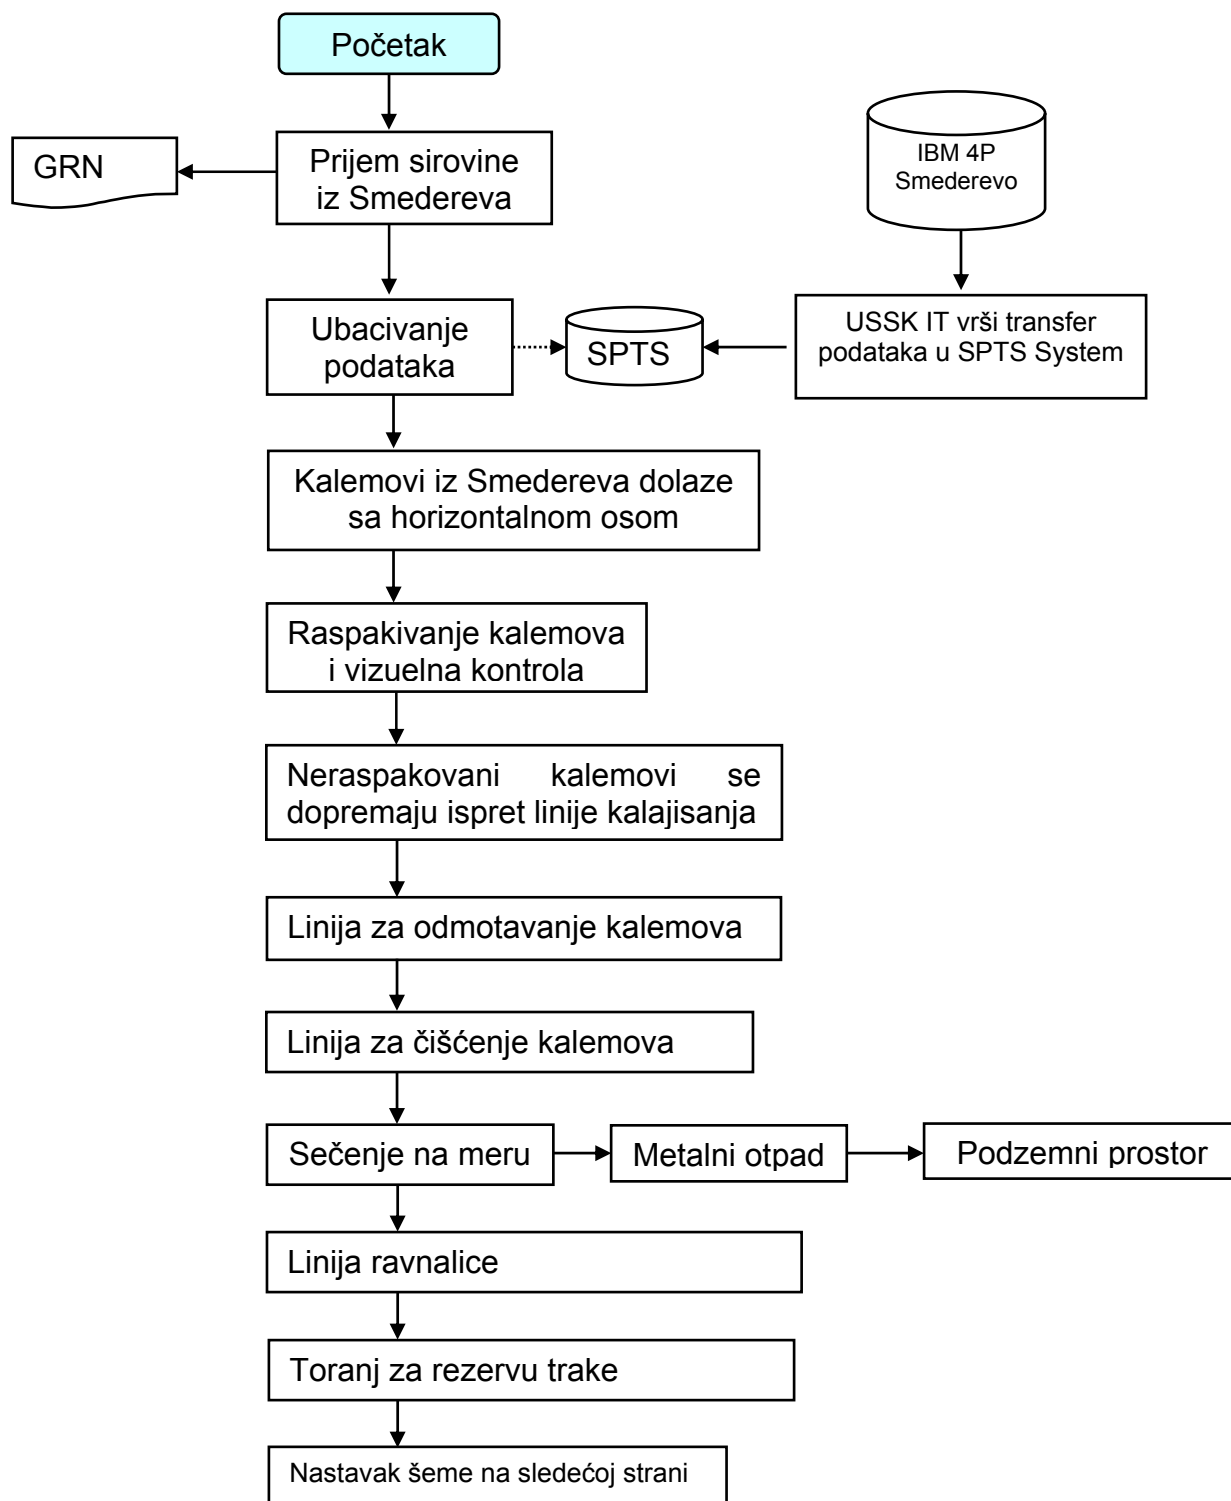 Početak
GRN
Prijem sirovine
iz Smedereva
IBM 4P
Smederevo
Ubacivanje
podataka
SPTS
USSK IT vrši transfer
podataka u SPTS System
Kalemovi iz Smedereva dolaze
sa horizontalnom osom
Raspakivanje kalemova
i vizuelna kontrola
Neraspakovani kalemovi se
dopremaju ispret linije kalajisanja
Linija za odmotavanje kalemova
Linija za čišćenje kalemova
Sečenje na meru
Metalni otpad
Podzemni prostor
Linija ravnalice
Toranj za rezervu trake
Nastavak šeme na sledećoj strani